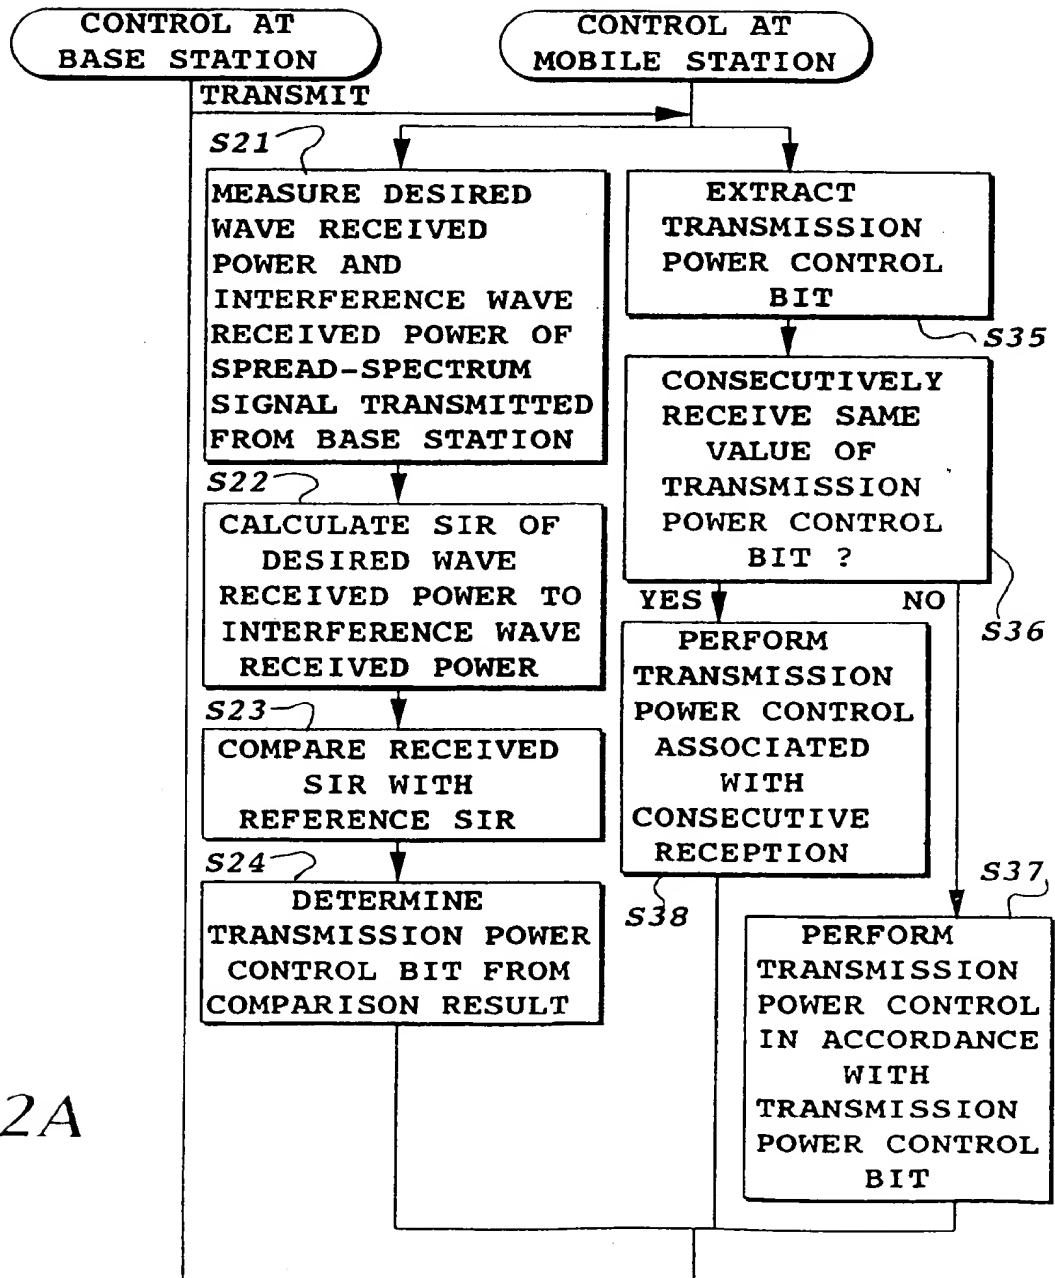 CONTROL AT
BASE STATION
CONTROL AT
MOBILE STATION
TRANSMIT
S21
MEASURE DESIRED
WAVE RECEIVED
POWER AND
INTERFERENCE WAVE
RECEIVED POWER OF
SPREAD-SPECTRUM
SIGNAL TRANSMITTED
FROM BASE STATION
S22
CALCULATE SIR OF
DESIRED WAVE
RECEIVED POWER TO
INTERFERENCE WAVE
RECEIVED POWER
S23
COMPARE RECEIVED
SIR WITH
REFERENCE SIR
S24
DETERMINE
TRANSMISSION POWER
CONTROL BIT FROM
COMPARISON RESULT
EXTRACT
TRANSMISSION
POWER CONTROL
BIT
S35
CONSECUTIVELY
RECEIVE SAME
VALUE OF
TRANSMISSION
POWER CONTROL
BIT ?
S36
YES
NO
PERFORM
TRANSMISSION
POWER CONTROL
ASSOCIATED
WITH
CONSECUTIVE
RECEPTION
S38
S37
PERFORM
TRANSMISSION
POWER CONTROL
IN ACCORDANCE
WITH
TRANSMISSION
POWER CONTROL
BIT
2A